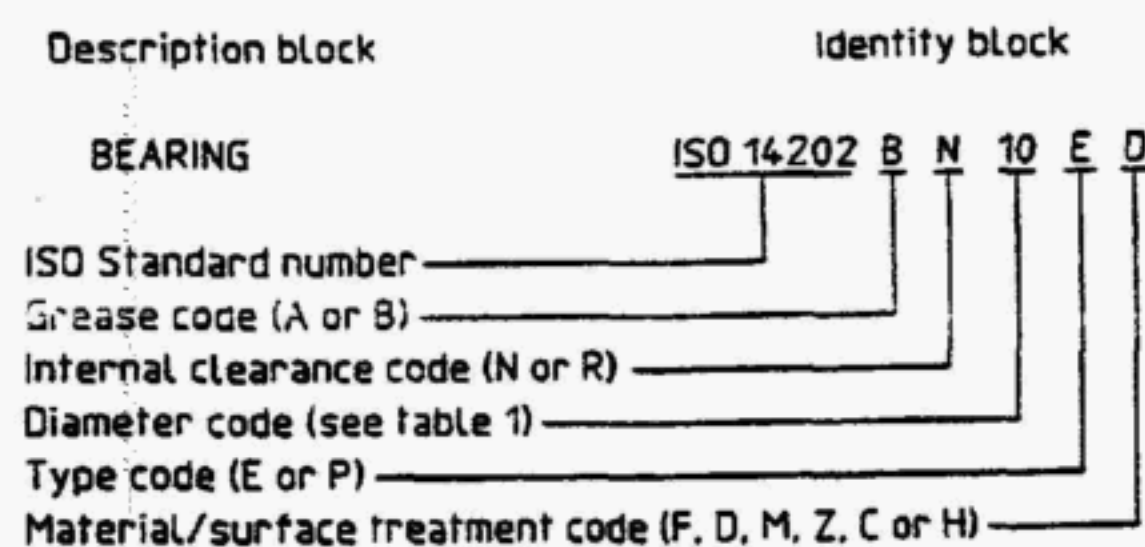 Description block Identity block
BEARING ISO 14202 B N 10 E D
ISO Standard number
Grease code (A or B)
Internal clearance code (N or R)
Diameter code (see table 1)
Type code (E or P)
Material/surface treatment code (F, D, M, Z, C or H)